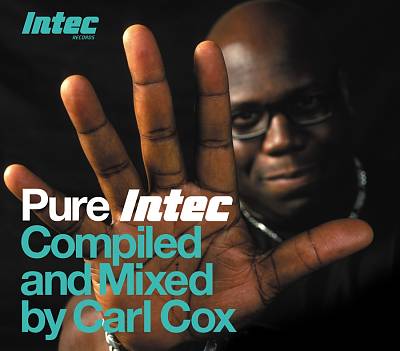 Intec
RECORDS
Pure Intec
Compiled
and Mixed
by Carl Cox